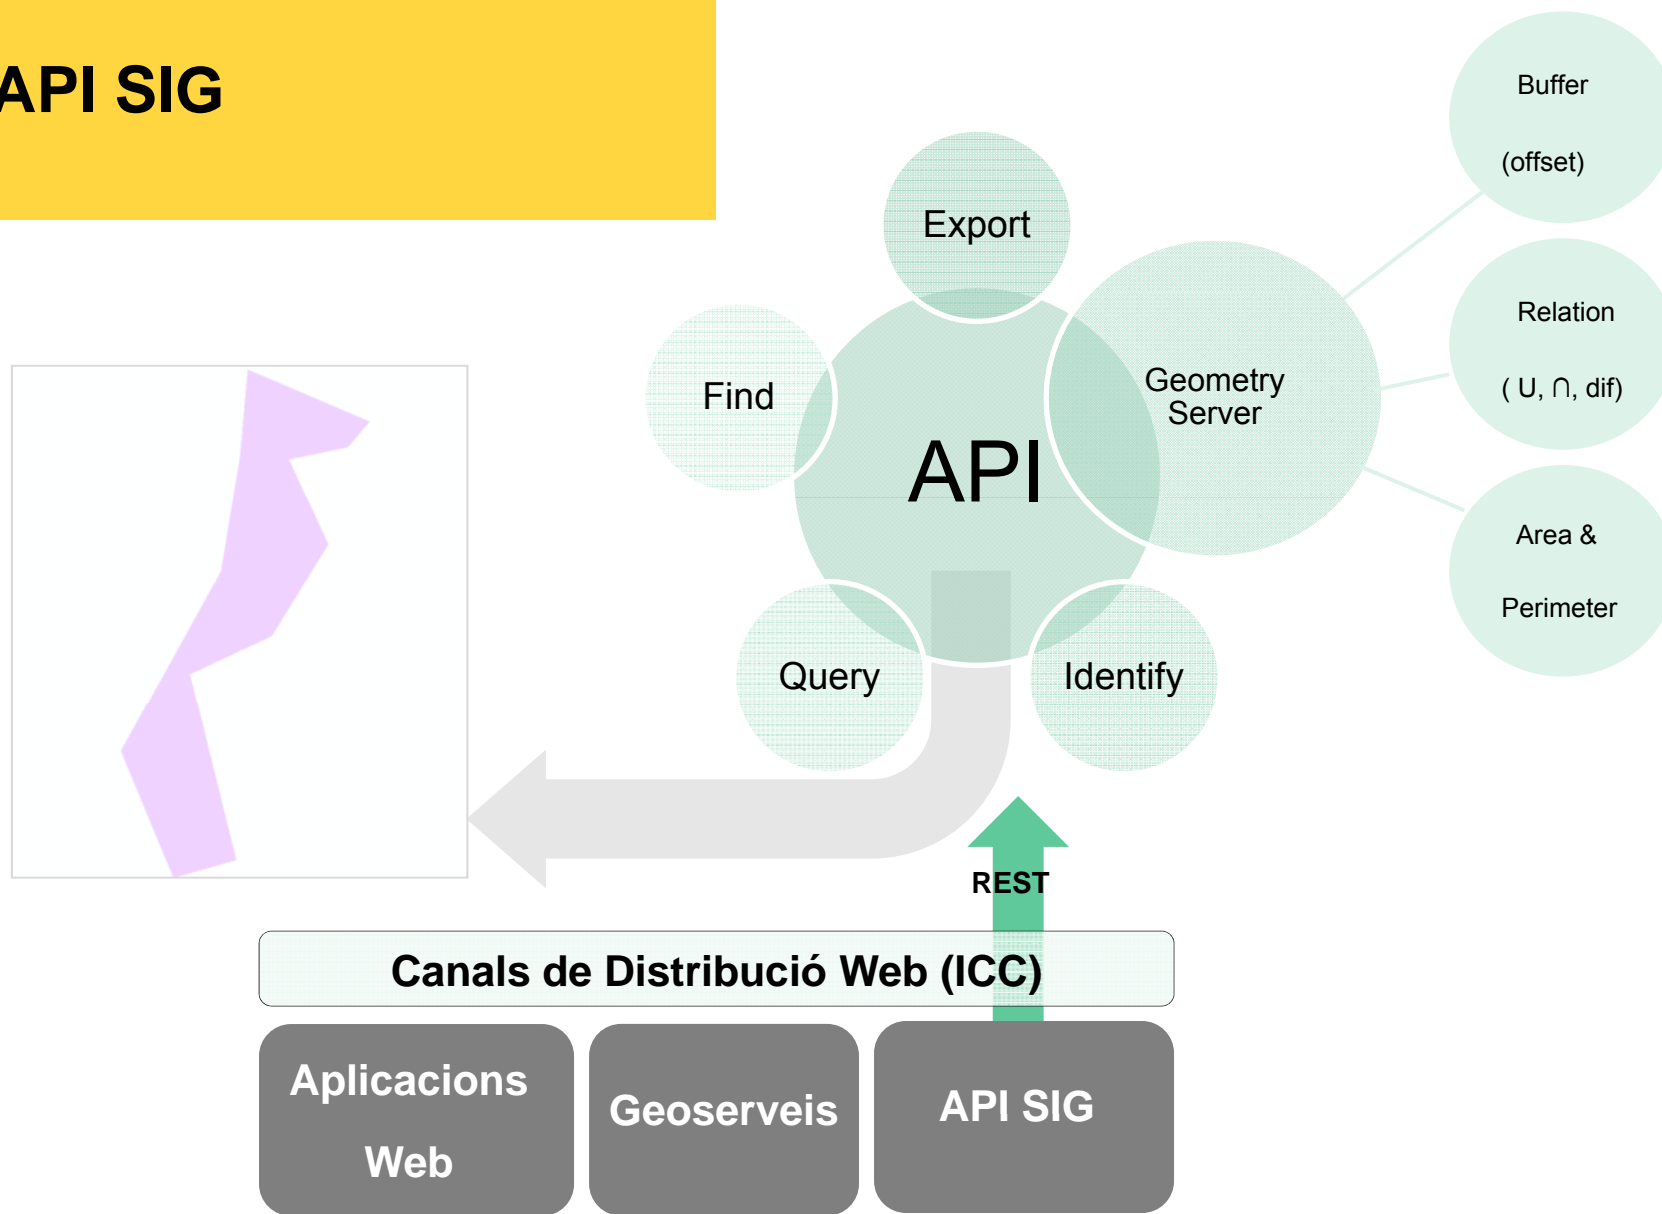 API SIG
Export
Find
Geometry
Server
API
Query
Identify
Buffer
(offset)
Relation
( U, ∩, dif)
Area &
Perimeter
REST
Canals de Distribució Web (ICC)
Aplicacions
Web
Geoserveis
API SIG